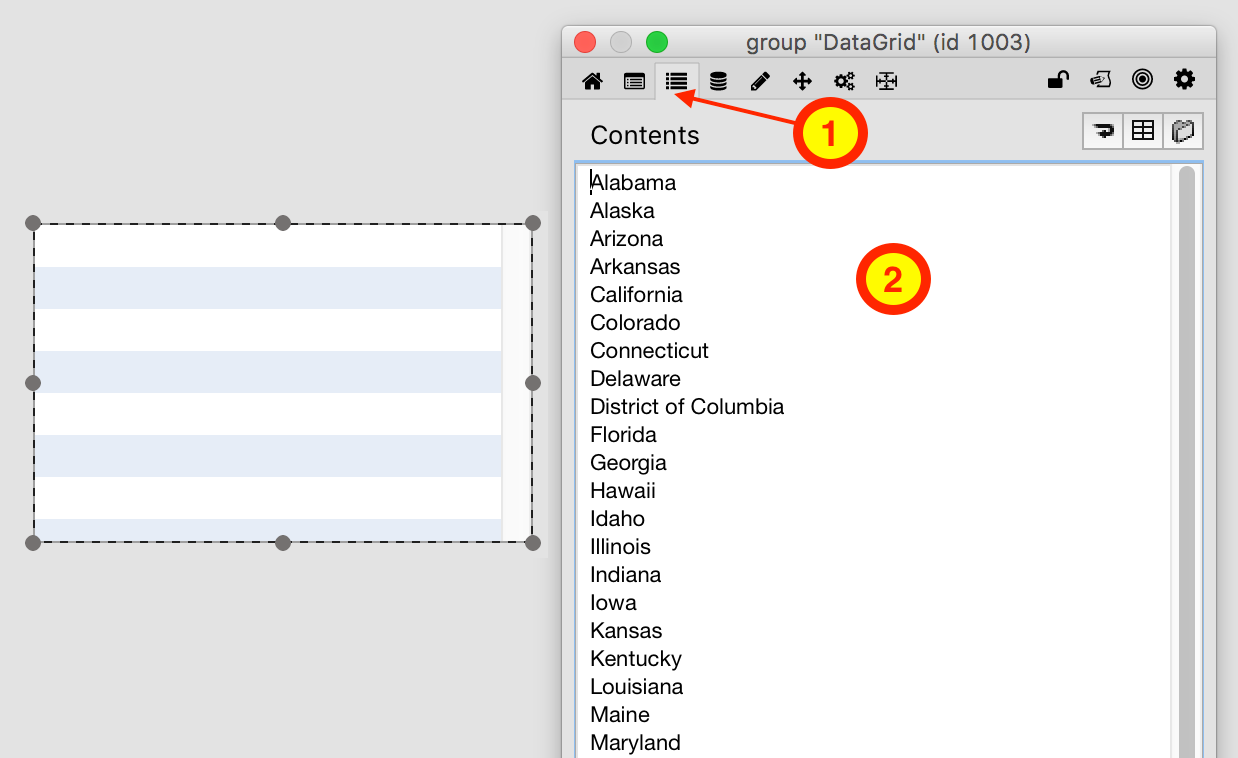 group "DataGrid" (id 1003)
1
Contents
Alabama
Alaska
Arizona
2
Arkansas
California
Colorado
Connecticut
Delaware
District of Columbia
Florida
Georgia
Hawaii
Idaho
Illinois
Indiana
Iowa
Kansas
Kentucky
Louisiana
Maine
Maryland